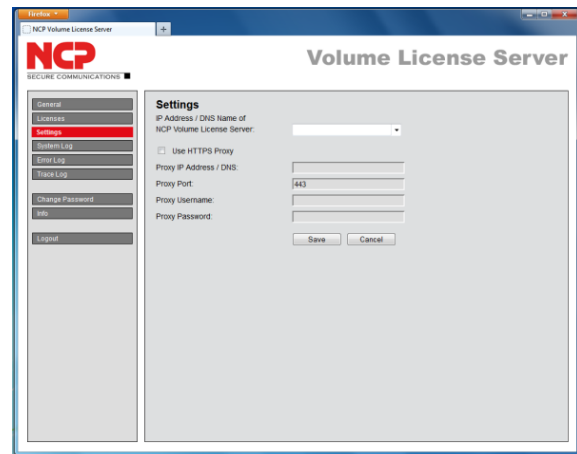 Firefox
NCP Volume License Server
+
NCP
SECURE COMMUNICATIONS
Volume License Server
General
Licenses
Settings
System Log
Error Log
Trace Log
Change Password
Info
Logout
Settings
IP Address / DNS Name of
NCP Volume License Server:
Use HTTPS Proxy
Proxy IP Address / DNS:
Proxy Port: 443
Proxy Username:
Proxy Password:
Save Cancel